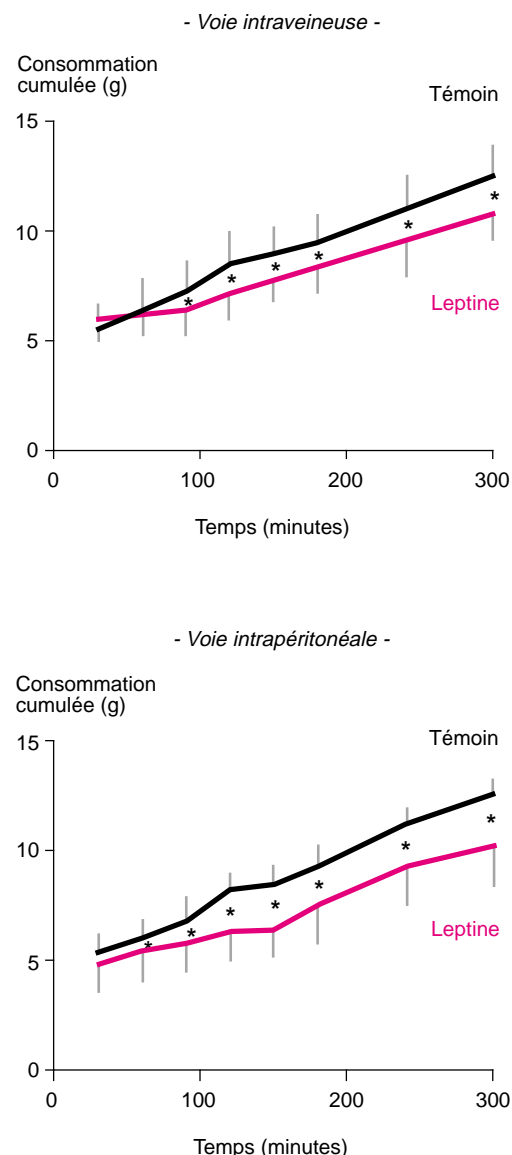 - Voie intraveineuse -
Consommation
cumulée (g)
Témoin
15
10
5
0
*
*
*
*
*
*
Leptine
0
100
200
300
Temps (minutes)
- Voie intrapéritonéale -
Consommation
cumulée (g)
Témoin
15
10
5
0
*
*
*
*
*
*
*
Leptine
0
100
200
300
Temps (minutes)